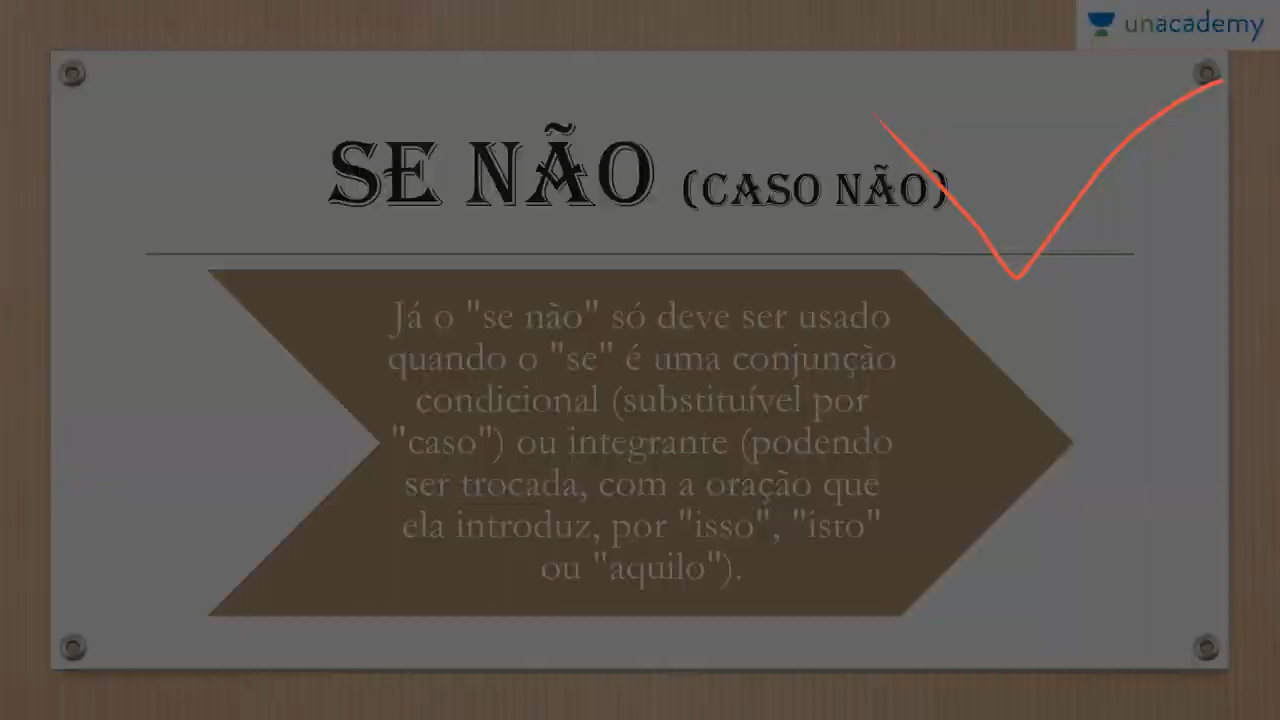 unacademy
SE NÃO (CASO NÃO)
Já o "se não" só deve ser usado
quando o "se" é uma conjunção
condicional (substituível por
"caso") ou integrante (podendo
ser trocada, com a oração que
ela introduz, por "isso", "isto"
ou "aquilo").